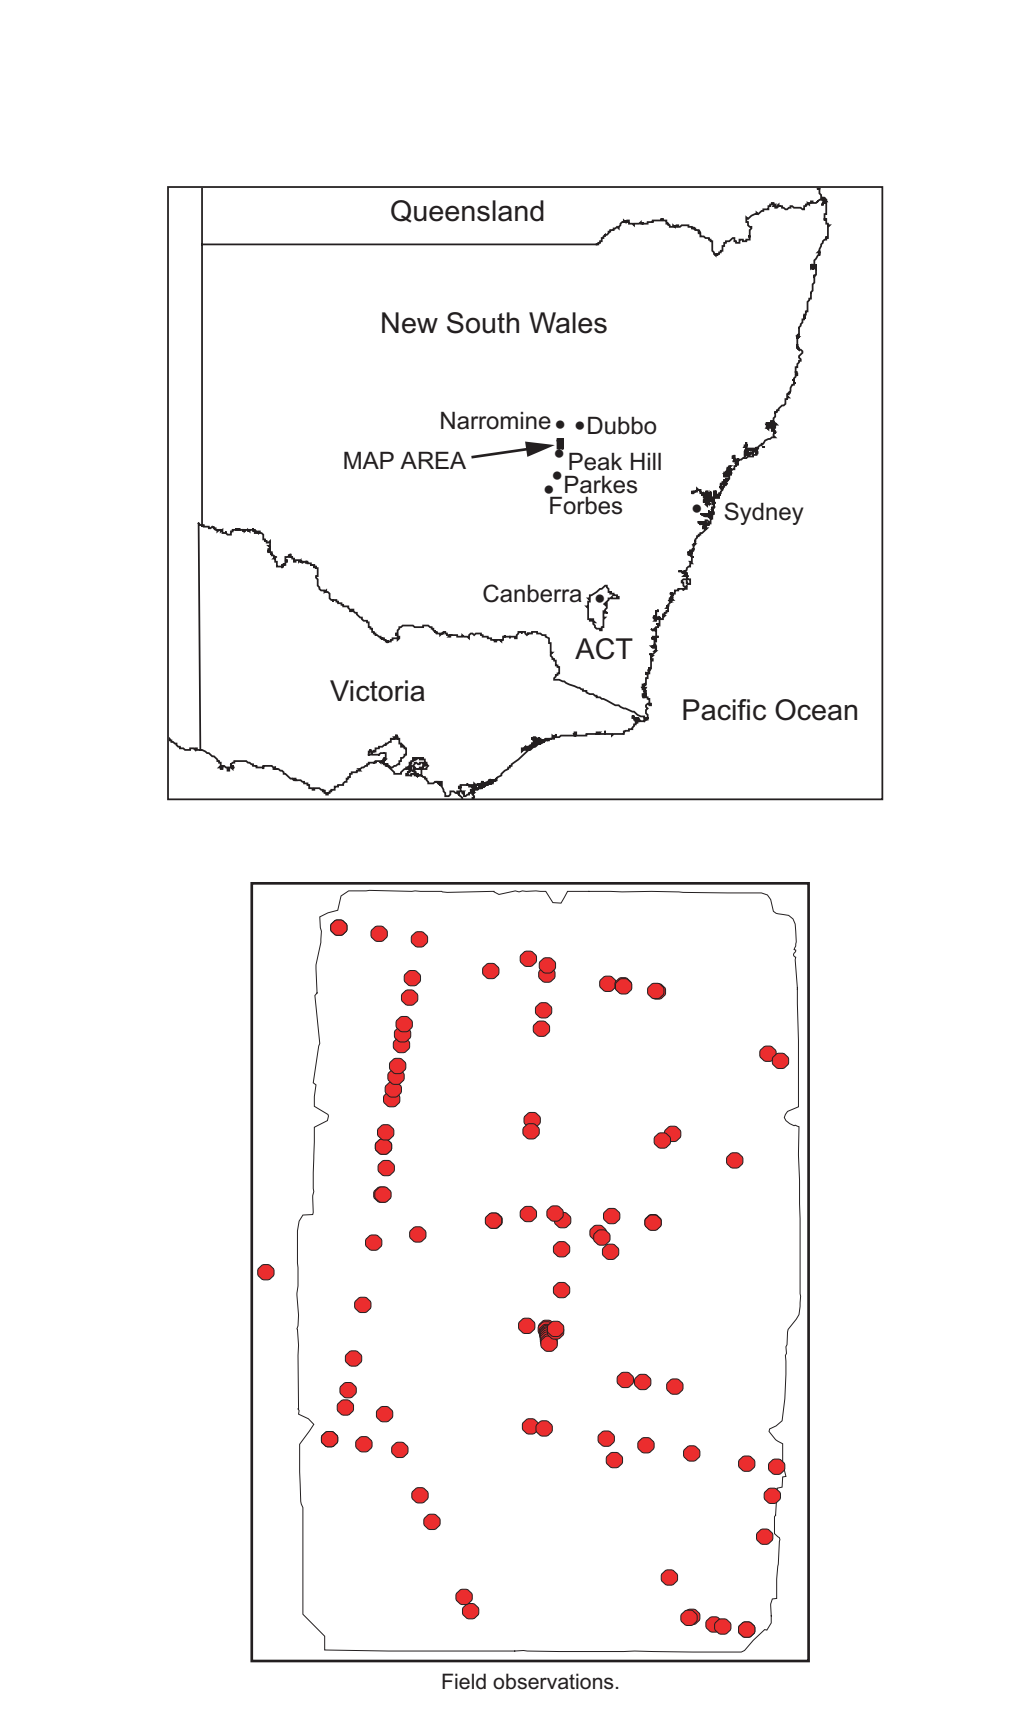 Queensland
New South Wales
Narromine
Dubbo
MAP AREA
Peak Hill
Parkes
Forbes
Sydney
Canberra
ACT
Victoria
Pacific Ocean
Field observations.